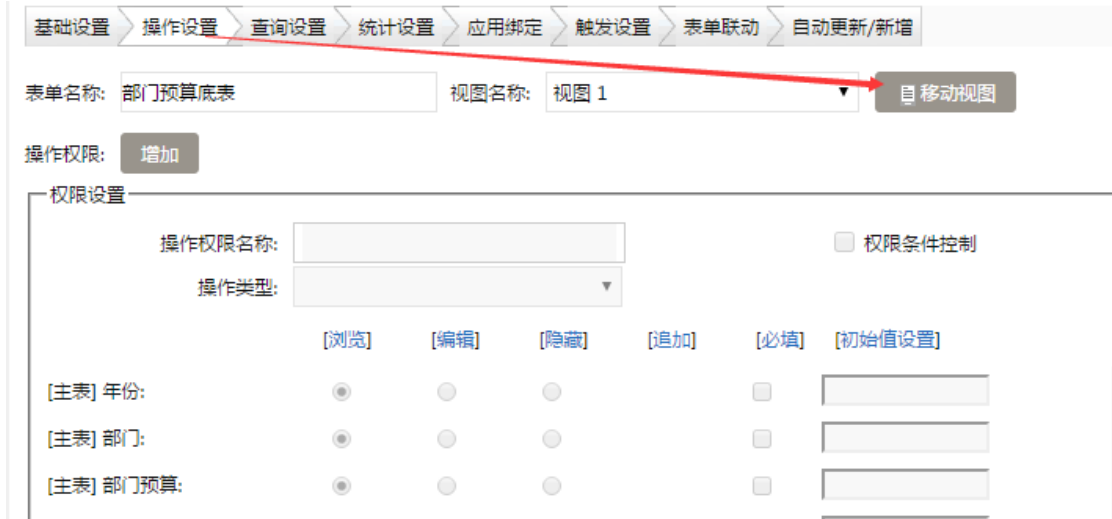 基础设置 操作设置 查询设置 统计设置 应用绑定 触发设置 表单联动 自动更新/新增
表单名称: 部门预算底表 视图名称: 视图 1 移动视图
操作权限: 增加
权限设置
操作权限名称: 权限条件控制
操作类型:
[浏览] [编辑] [隐藏] [追加] [必填] [初始值设置]
[主表] 年份:
[主表] 部门:
[主表] 部门预算: